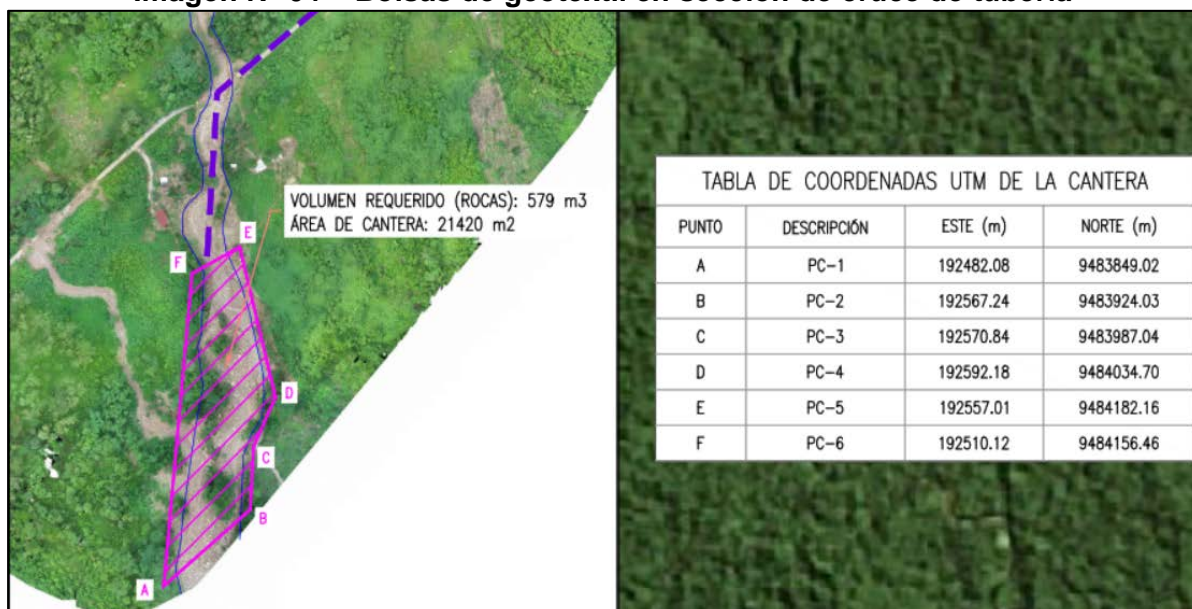 VOLUMEN REQUERIDO (ROCAS): 579 m3
ÁREA DE CANTERA: 21420 m2
E
F
D
C
B
A
TABLA DE COORDENADAS UTM DE LA CANTERA
PUNTO DESCRIPCIÓN ESTE (m) NORTE (m)
A PC-1 192482.08 9483849.02
B PC-2 192567.24 9483924.03
C PC-3 192570.84 9483987.04
D PC-4 192592.18 9484034.70
E PC-5 192557.01 9484182.16
F PC-6 192510.12 9484156.46